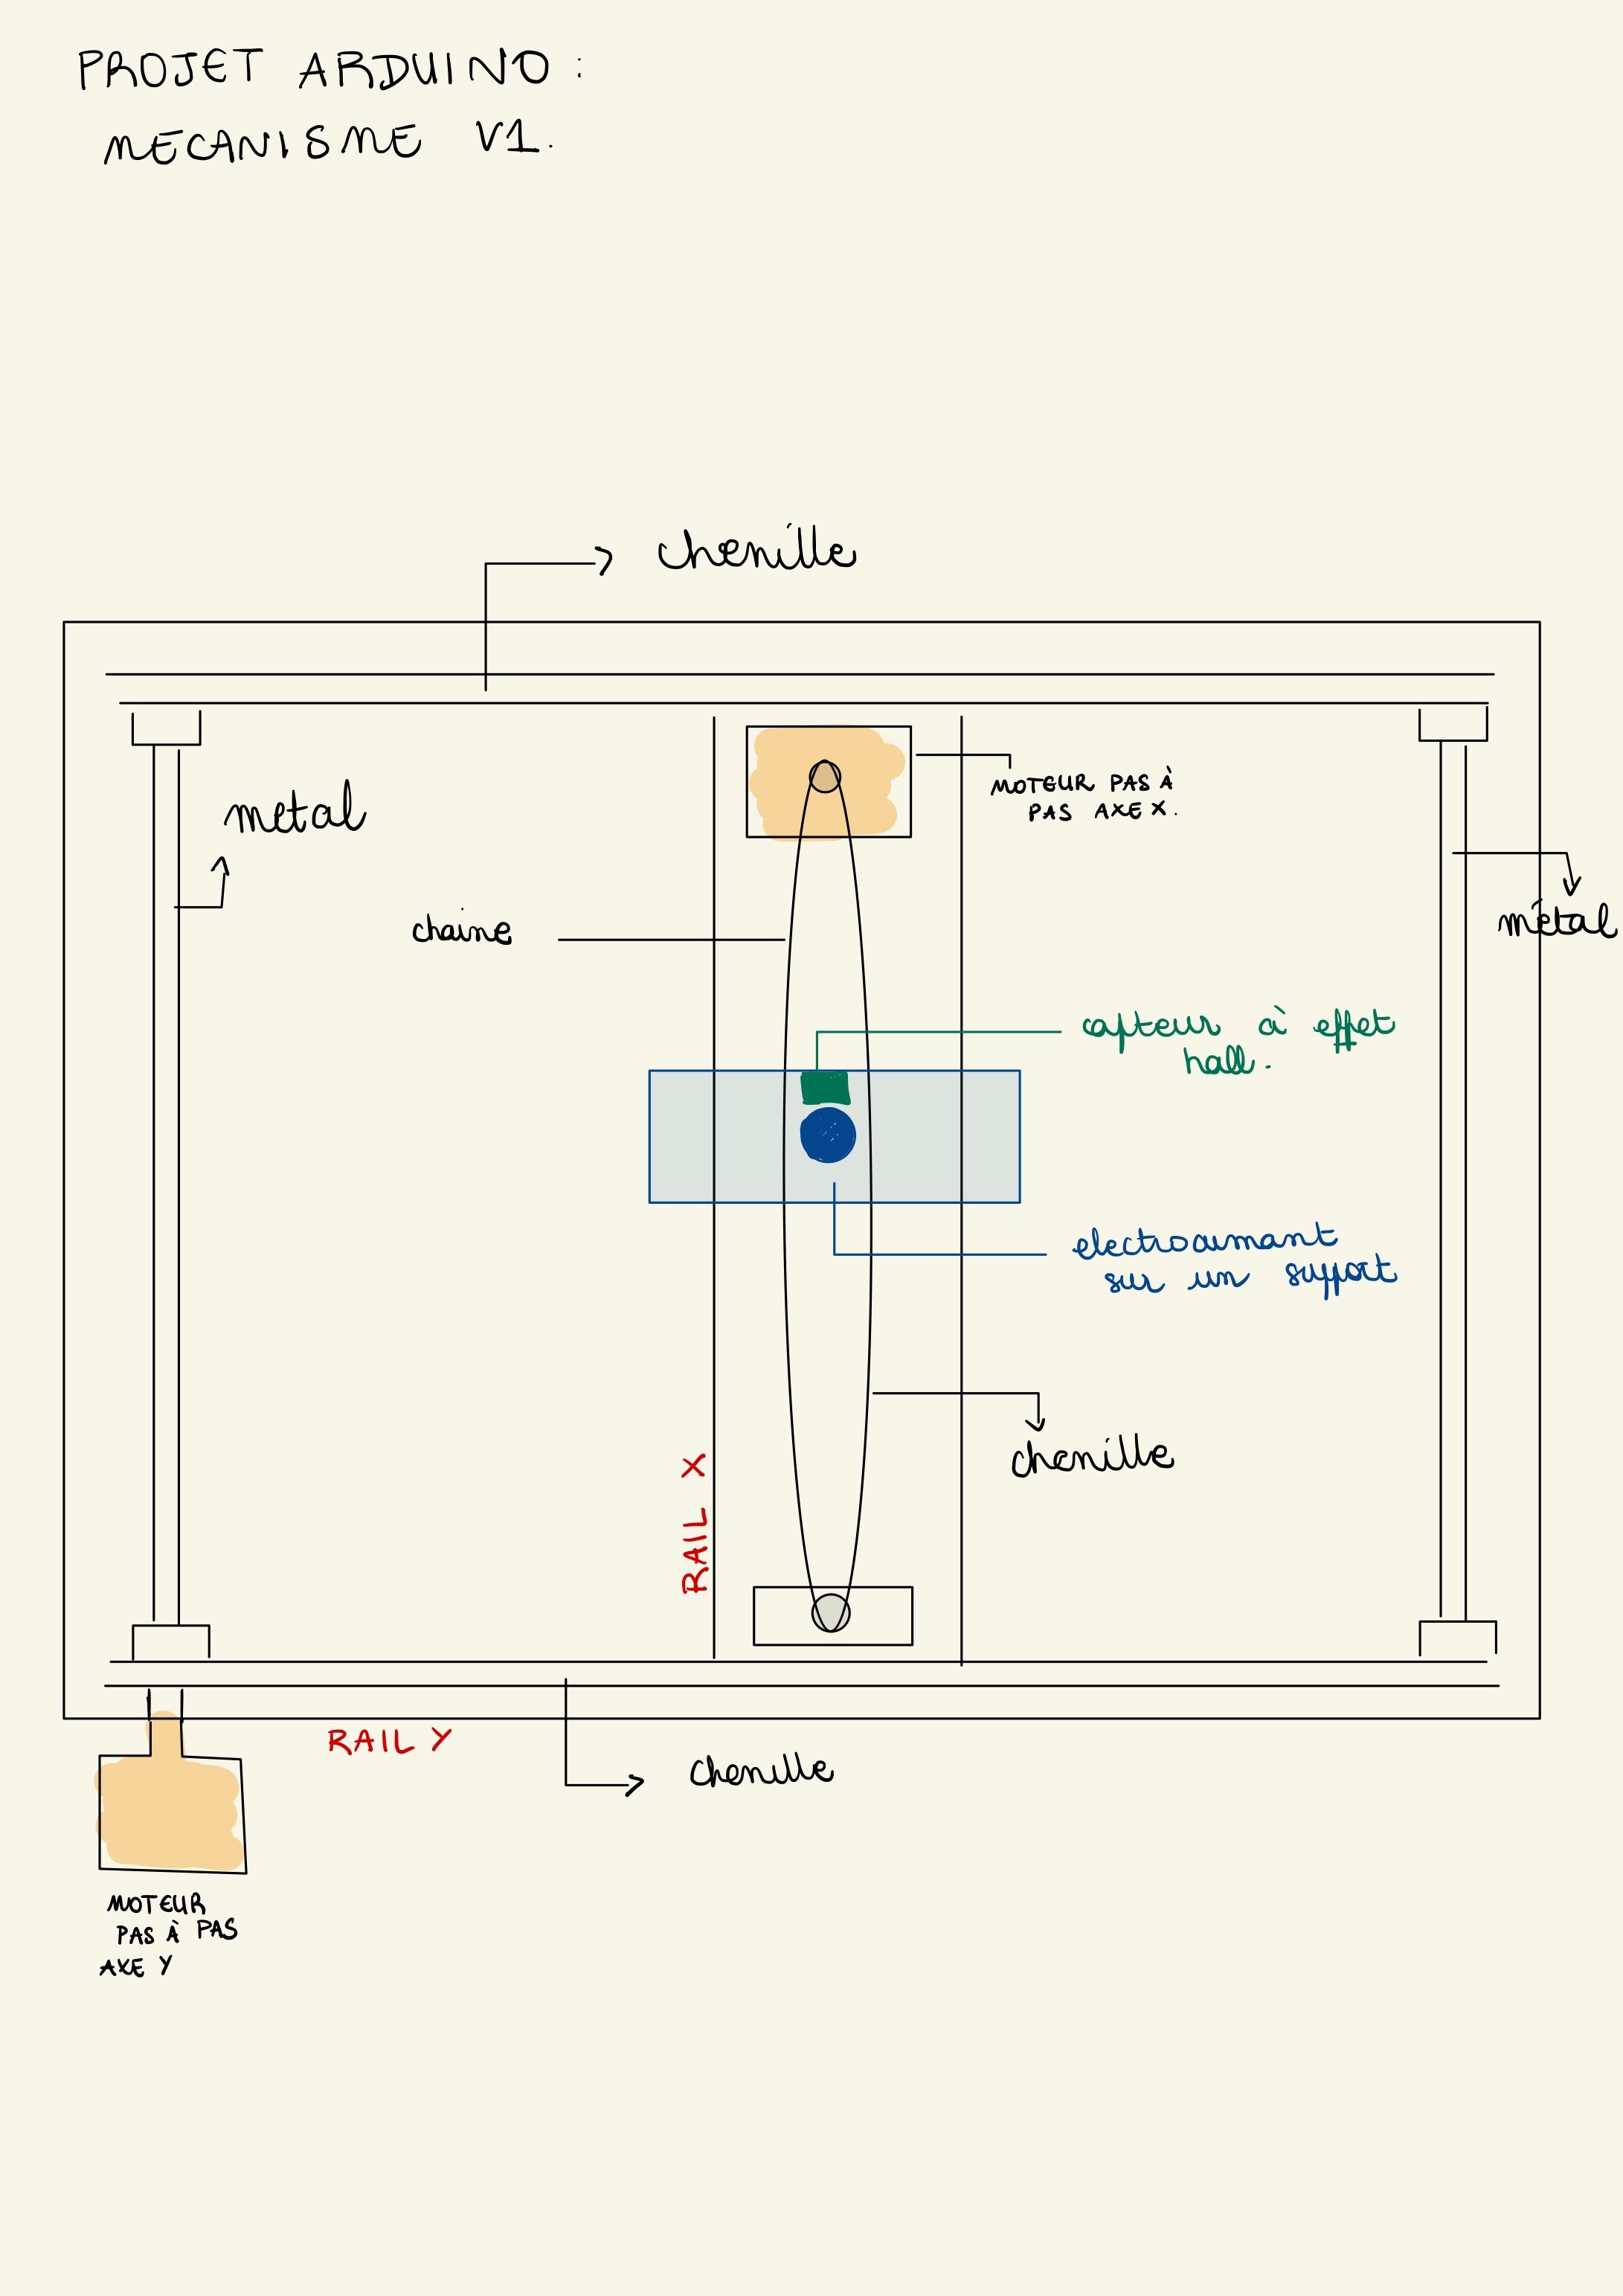 PROJET ARDUINO :
MECANISME V1.
chenille
MOTEUR PAS À
PAS AXE X.
métal
chaine
métal
capteur à effet
hall.
electroaimant
sur un support
chenille
RAIL X
RAIL Y
chenille
MOTEUR
PAS À PAS
AXE Y